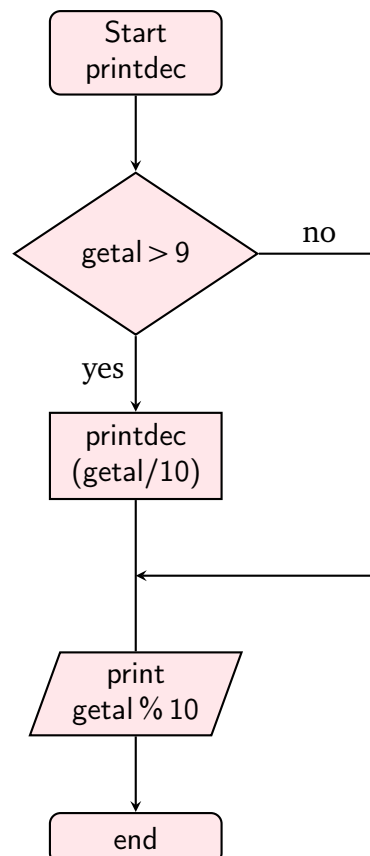 Start
printdec
getal > 9
no
yes
printdec
(getal/10)
print
getal % 10
end